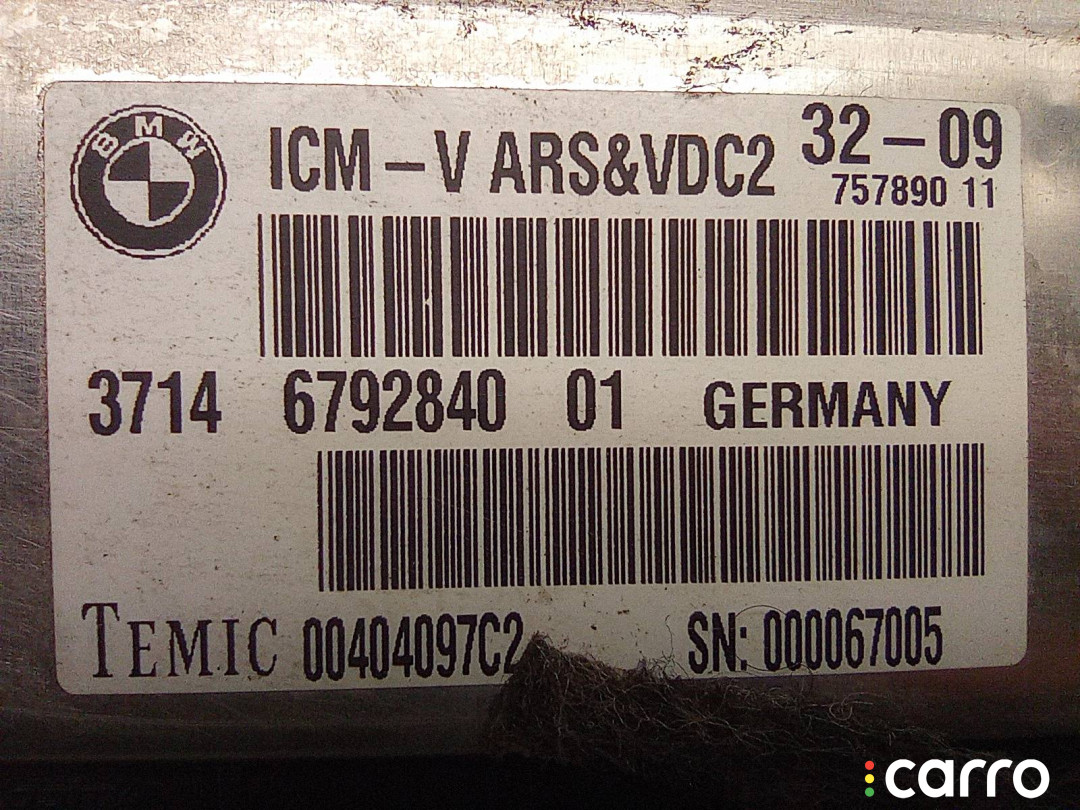 BMW
ICM – V ARS&VDC2 32 – 09
757890 11
3714 6792840 01 GERMANY
TEMIC 00404097C2 SN: 000067005
carro